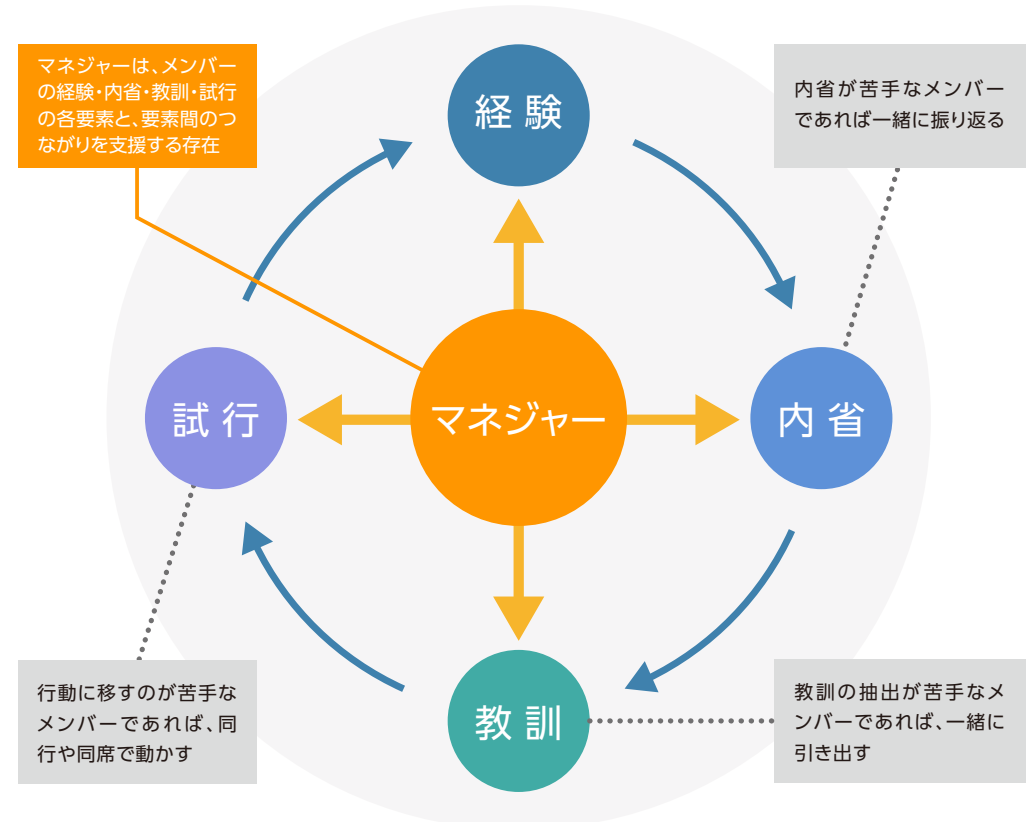 マネジャーは、メンバー
の経験・内省・教訓・試行
の各要素と、要素間のつ
ながりを支援する存在
経験
内省が苦手なメンバー
であれば一緒に振り返る
試行
マネジャー
内省
行動に移すのが苦手な
メンバーであれば、同
行や同席で動かす
教訓
教訓の抽出が苦手なメ
ンバーであれば、一緒に
引き出す